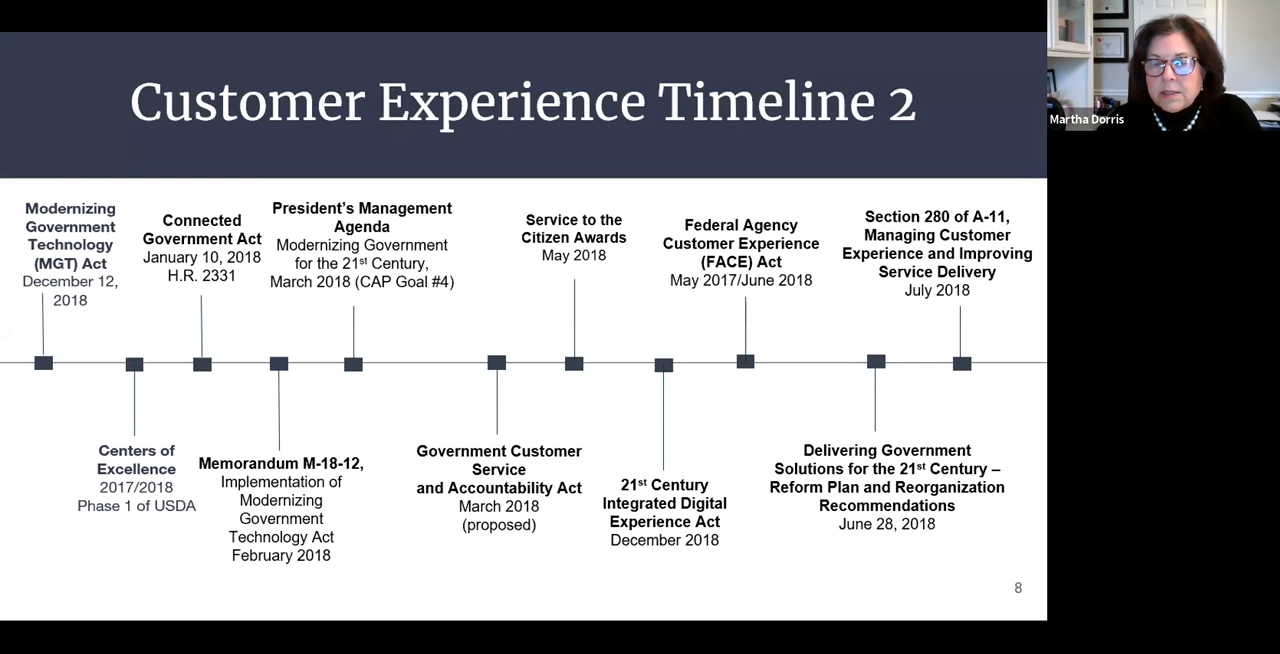 Customer Experience Timeline 2
Martha Dorris
Modernizing
Government
Technology
(MGT) Act
December 12,
2018
Connected
Government Act
January 10, 2018
H.R. 2331
President’s Management
Agenda
Modernizing Government
for the 21st Century,
March 2018 (CAP Goal #4)
Service to the
Citizen Awards
May 2018
Federal Agency
Customer Experience
(FACE) Act
May 2017/June 2018
Section 280 of A-11,
Managing Customer
Experience and Improving
Service Delivery
July 2018
Centers of
Excellence
2017/2018
Phase 1 of USDA
Memorandum M-18-12,
Implementation of
Modernizing
Government
Technology Act
February 2018
Government Customer
Service
and Accountability Act
March 2018
(proposed)
21st Century
Integrated Digital
Experience Act
December 2018
Delivering Government
Solutions for the 21st Century –
Reform Plan and Reorganization
Recommendations
June 28, 2018
8